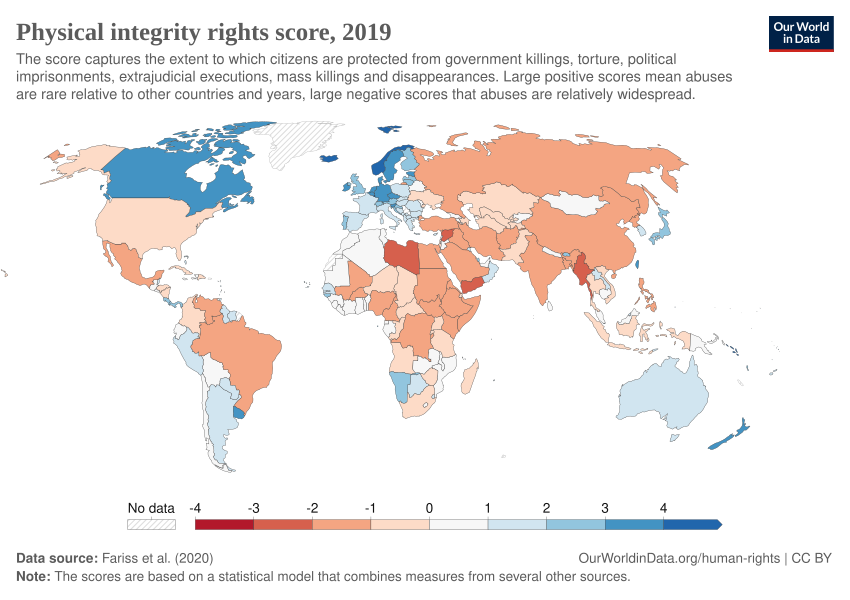 Physical integrity rights score, 2019
Our World
in Data
The score captures the extent to which citizens are protected from government killings, torture, political
imprisonments, extrajudicial executions, mass killings and disappearances. Large positive scores mean abuses
are rare relative to other countries and years, large negative scores that abuses are relatively widespread.
No data
-4 -3 -2 -1 0 1 2 3 4
Data source: Fariss et al. (2020)
OurWorldinData.org/human-rights | CC BY
Note: The scores are based on a statistical model that combines measures from several other sources.